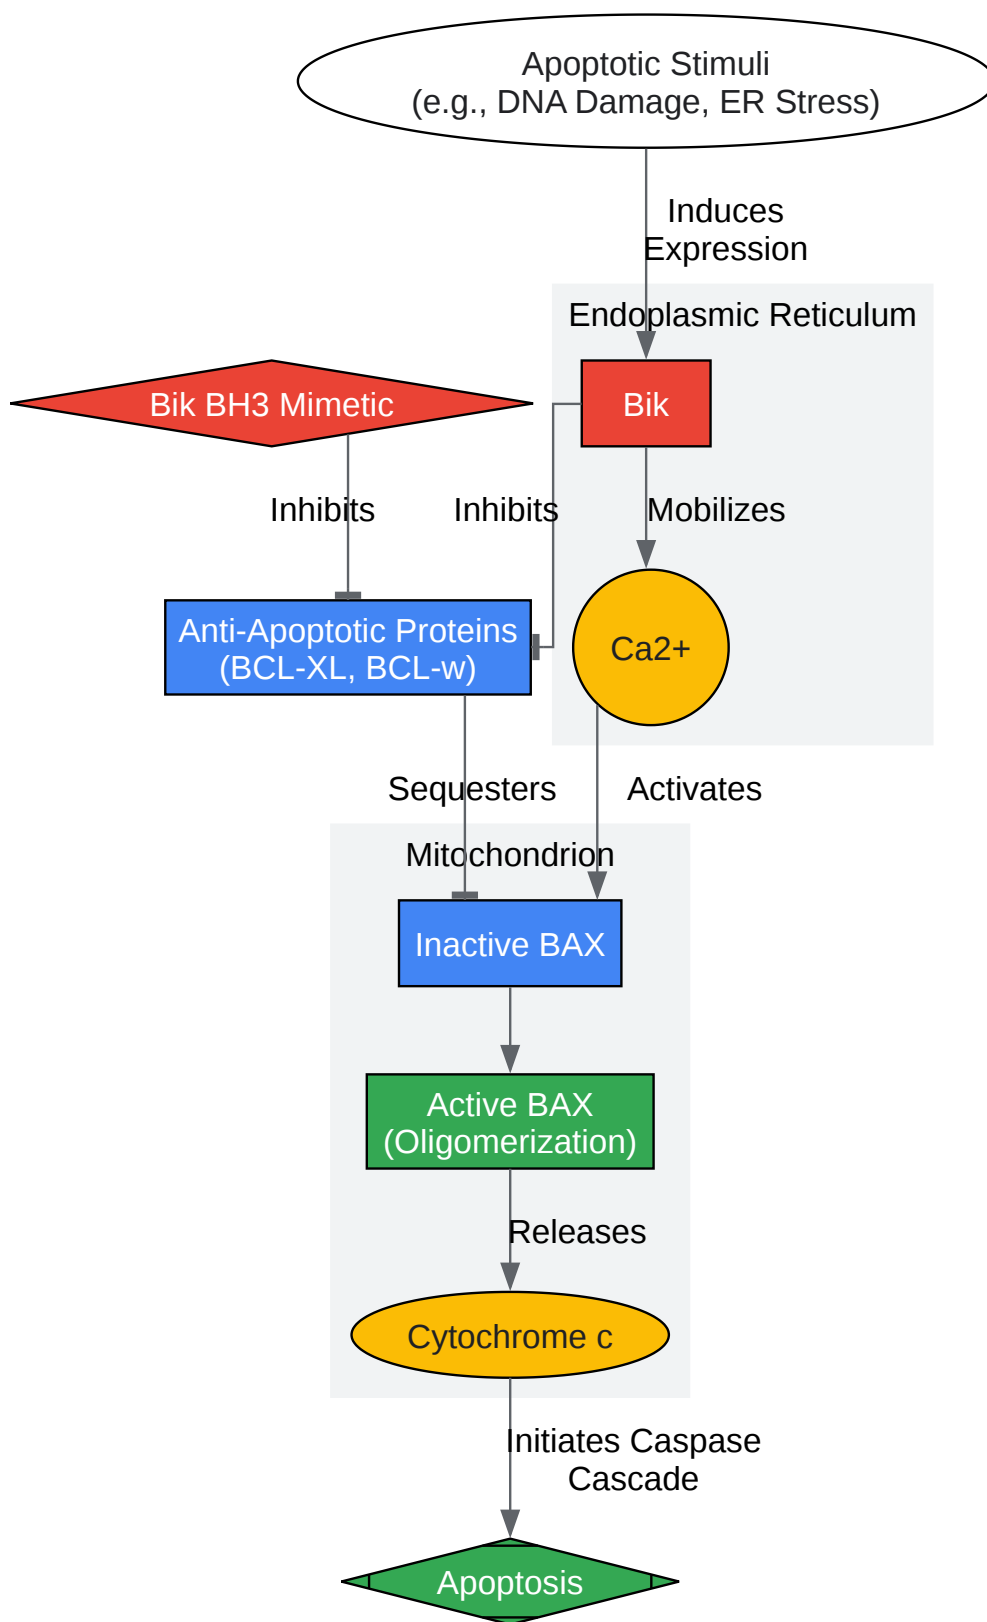 Apoptotic Stimuli
(e.g., DNA Damage, ER Stress)
Induces
Expression
Endoplasmic Reticulum
Bik BH3 Mimetic
Bik
Inhibits
Inhibits
Mobilizes
Anti-Apoptotic Proteins
(BCL-XL, BCL-w)
Ca2+
Sequesters
Activates
Mitochondrion
Inactive BAX
Active BAX
(Oligomerization)
Releases
Cytochrome c
Initiates Caspase
Cascade
Apoptosis